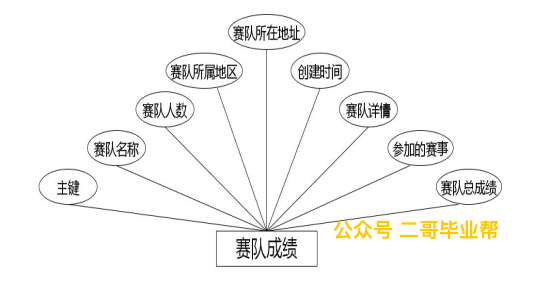 赛队所在地址
赛队所属地区
创建时间
赛队人数
赛队详情
赛队名称
参加的赛事
主键
赛队总成绩
公众号 二哥毕业帮
赛队成绩